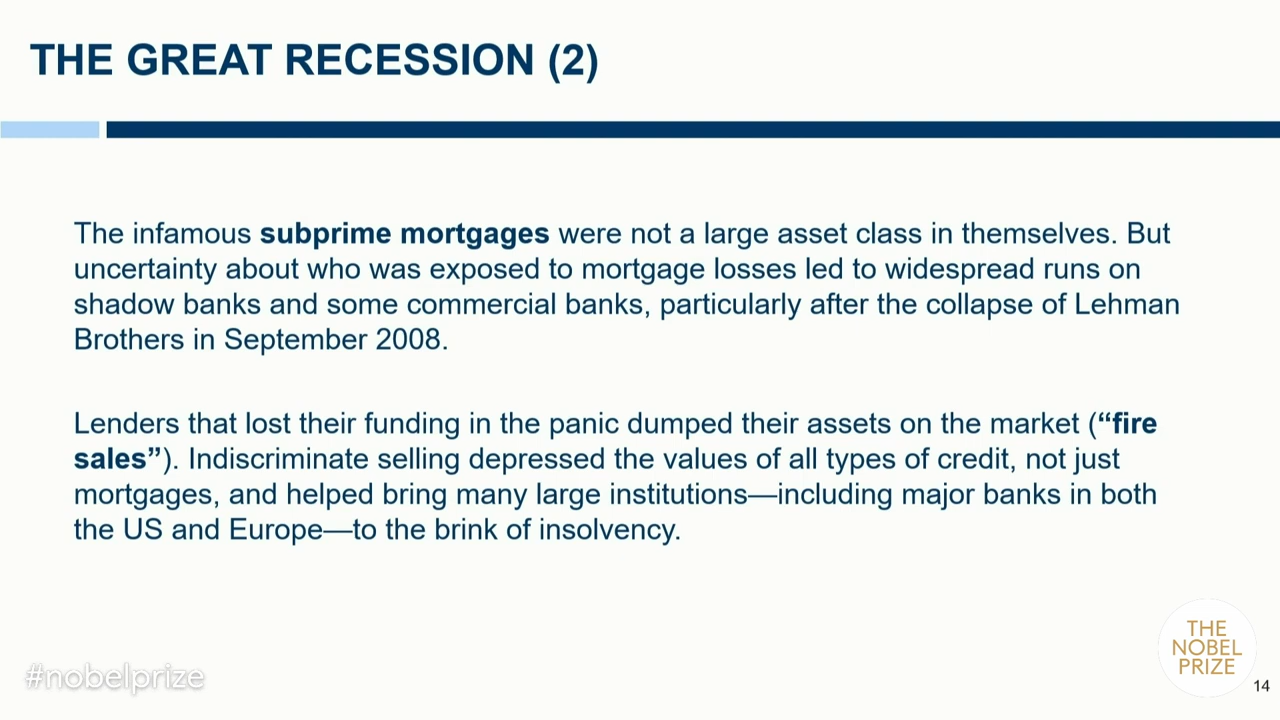 THE GREAT RECESSION (2)
The infamous subprime mortgages were not a large asset class in themselves. But
uncertainty about who was exposed to mortgage losses led to widespread runs on
shadow banks and some commercial banks, particularly after the collapse of Lehman
Brothers in September 2008.
Lenders that lost their funding in the panic dumped their assets on the market (“fire
sales”). Indiscriminate selling depressed the values of all types of credit, not just
mortgages, and helped bring many large institutions—including major banks in both
the US and Europe—to the brink of insolvency.
#nobelprize
THE
NOBEL
PRIZE
14